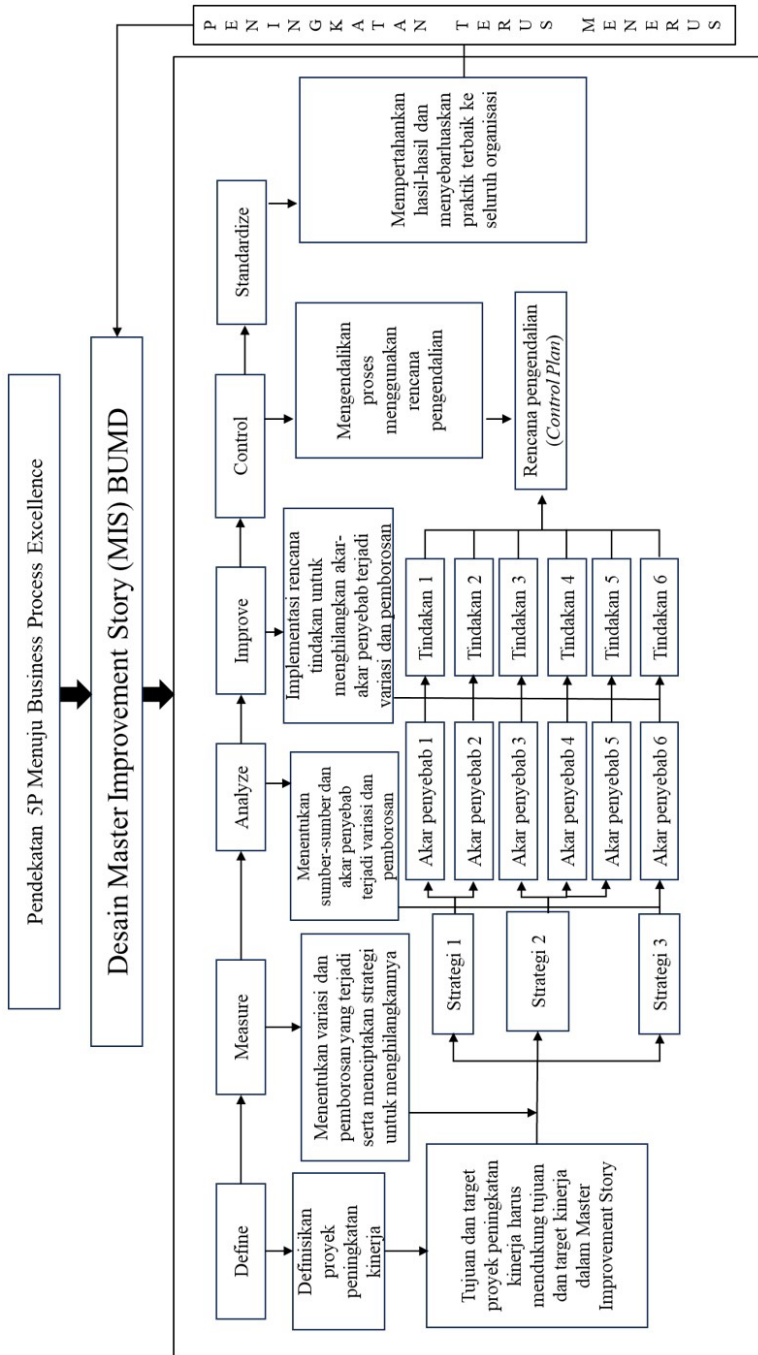 Pendekatan 5P Menuju Business Process Excellence
Desain Master Improvement Story (MIS) BUMD
Define
Measure
Analyze
Improve
Control
Standardize
Definisikan
proyek
peningkatan
kinerja
Tujuan dan target
proyek peningkatan
kinerja harus
mendukung tujuan
dan target kinerja
dalam Master
Improvement Story
Menentukan variasi dan
pemborosan yang terjadi
serta menciptakan strategi
untuk menghilangkannya
Strategi 1
Strategi 2
Strategi 3
Menentukan
sumber-sumber dan
akar penyebab
terjadi variasi dan
pemborosan
Akar penyebab 1
Akar penyebab 2
Akar penyebab 3
Akar penyebab 4
Akar penyebab 5
Akar penyebab 6
Implementasi rencana
tindakan untuk
menghilangkan akar-
akar penyebab terjadi
variasi dan pemborosan
Tindakan 1
Tindakan 2
Tindakan 3
Tindakan 4
Tindakan 5
Tindakan 6
Mengendalikan
proses
menggunakan
rencana
pengendalian
Rencana pengendalian
(Control Plan)
Mempertahankan
hasil-hasil dan
menyebarluaskan
praktik terbaik ke
seluruh organisasi
PENINGKATAN TERUS MENERUS